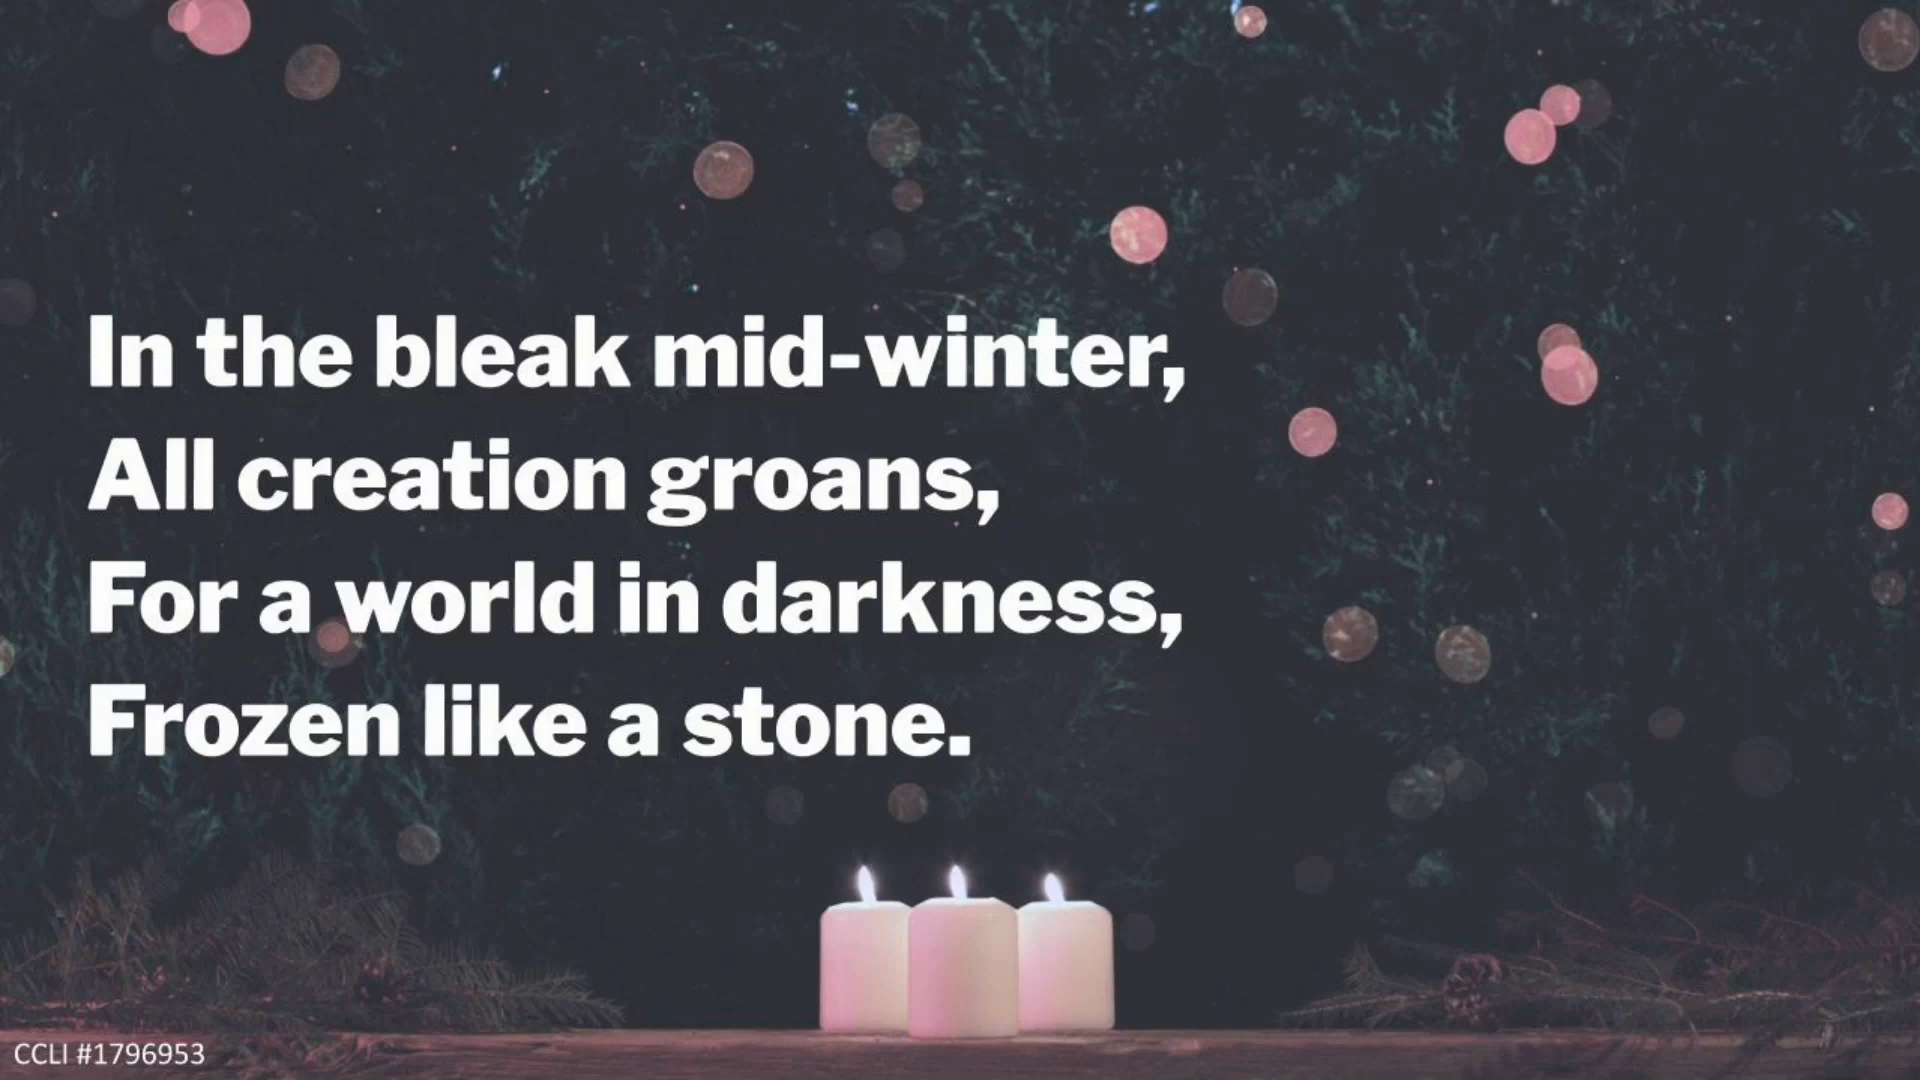 In the bleak mid-winter,
All creation groans,
For a world in darkness,
Frozen like a stone.
CCLI #1796953